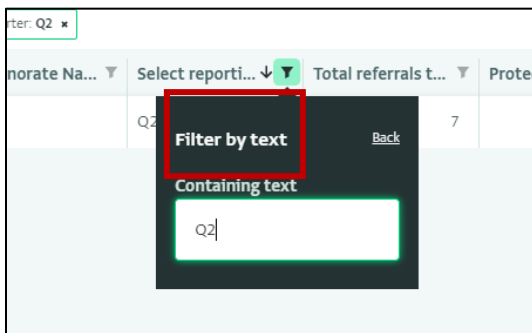 rter: Q2 ×
norate Na... Select reporti... Total referrals t... Prote
Q2 7
Filter by text Back
Containing text
Q2